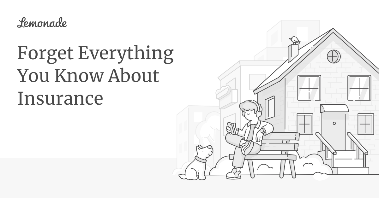 Lemonade
Forget Everything
You Know About
Insurance